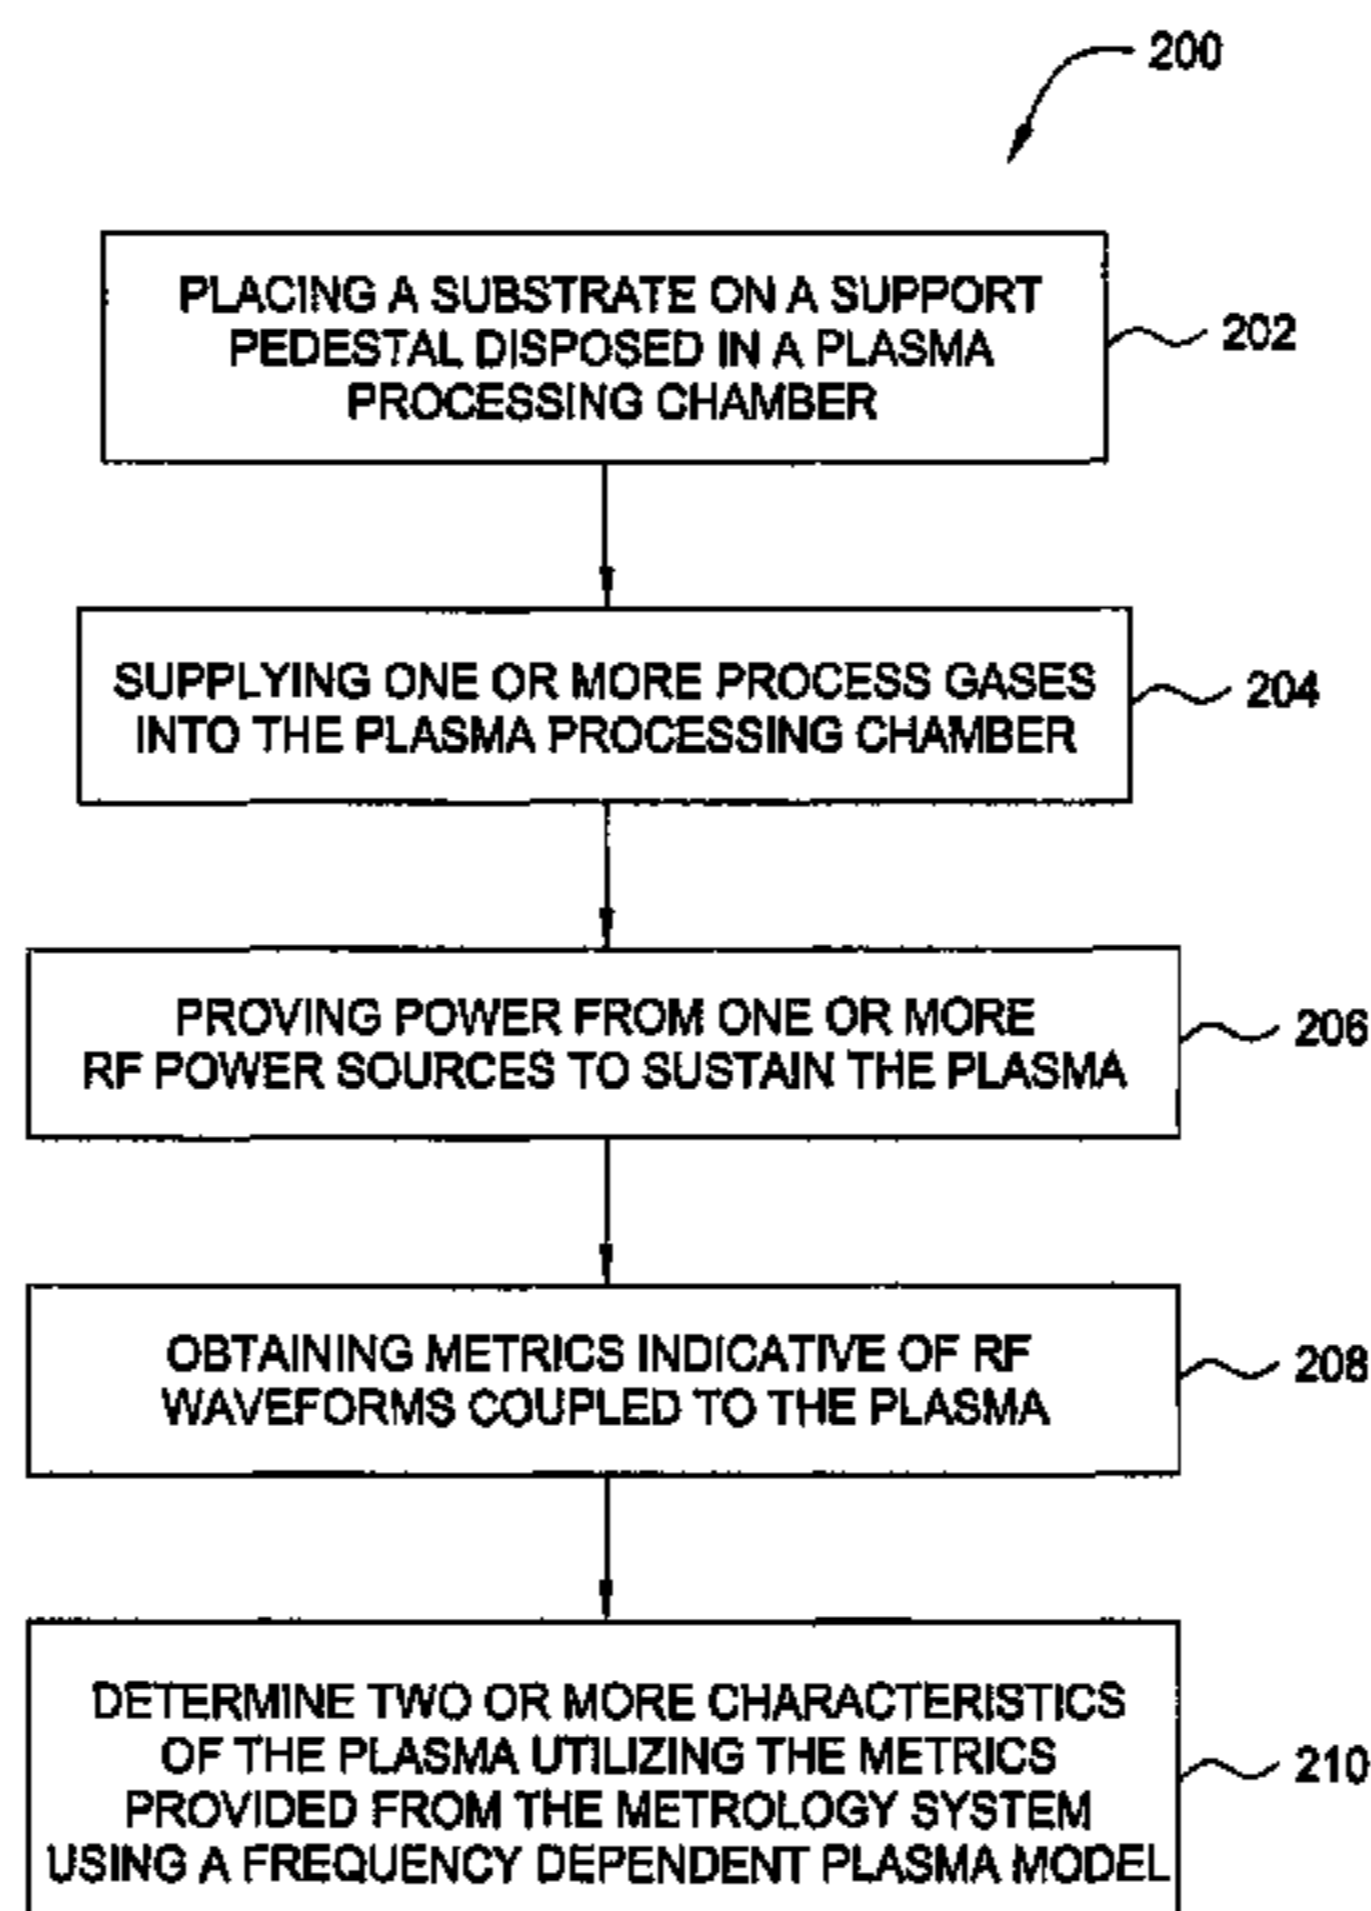 200
PLACING A SUBSTRATE ON A SUPPORT
PEDESTAL DISPOSED IN A PLASMA
PROCESSING CHAMBER
202
SUPPLYING ONE OR MORE PROCESS GASES
INTO THE PLASMA PROCESSING CHAMBER
204
PROVING POWER FROM ONE OR MORE
RF POWER SOURCES TO SUSTAIN THE PLASMA
206
OBTAINING METRICS INDICATIVE OF RF
WAVEFORMS COUPLED TO THE PLASMA
208
DETERMINE TWO OR MORE CHARACTERISTICS
OF THE PLASMA UTILIZING THE METRICS
PROVIDED FROM THE METROLOGY SYSTEM
USING A FREQUENCY DEPENDENT PLASMA MODEL
210